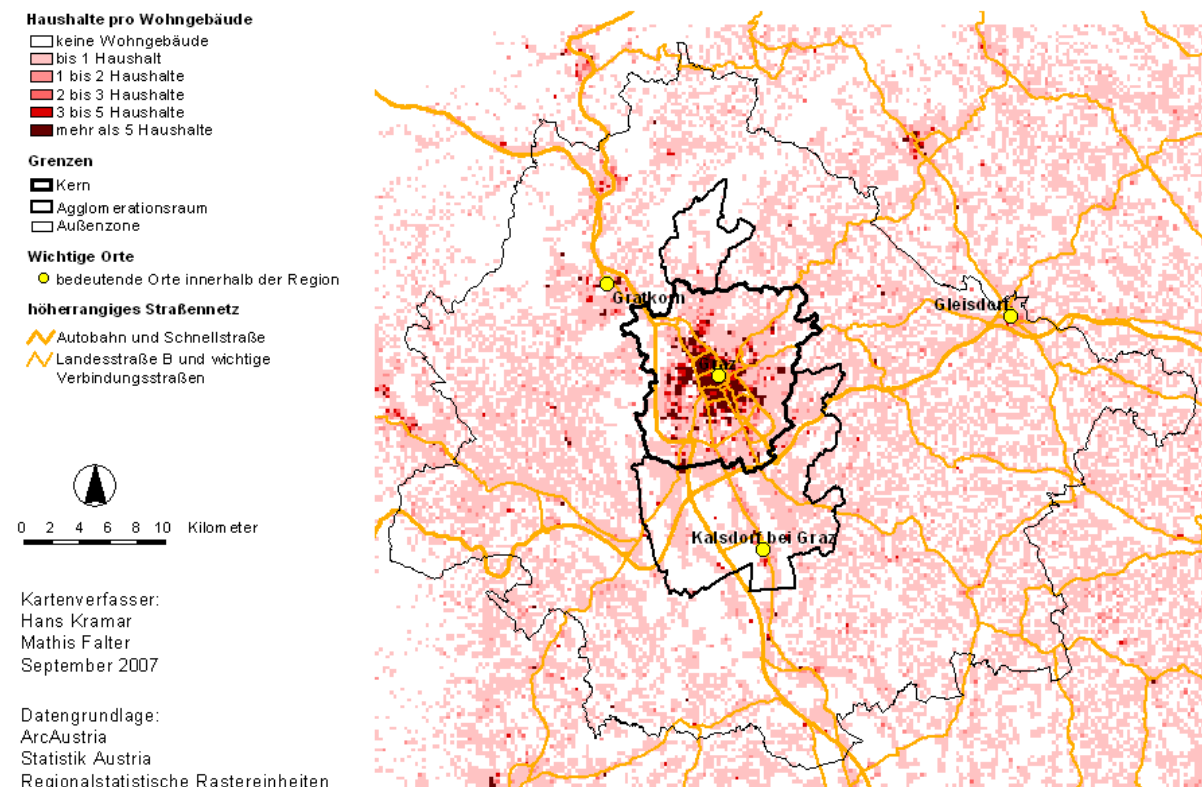 Haushalte pro Wohngebäude
keine Wohngebäude
bis 1 Haushalt
1 bis 2 Haushalte
2 bis 3 Haushalte
3 bis 5 Haushalte
mehr als 5 Haushalte
Grenzen
Kern
Agglomerationsraum
Außenzone
Wichtige Orte
bedeutende Orte innerhalb der Region
höherrangiges Straßennetz
Autobahn und Schnellstraße
Landesstraße B und wichtige
Verbindungsstraßen
0 2 4 6 8 10 Kilometer
Kartenverfasser:
Hans Kramar
Mathis Falter
September 2007
Datengrundlage:
ArcAustria
Statistik Austria
Regionalstatistische Rastereinheiten
Gratkorn
Gleisdorf
Graz
Kalsdorf bei Graz